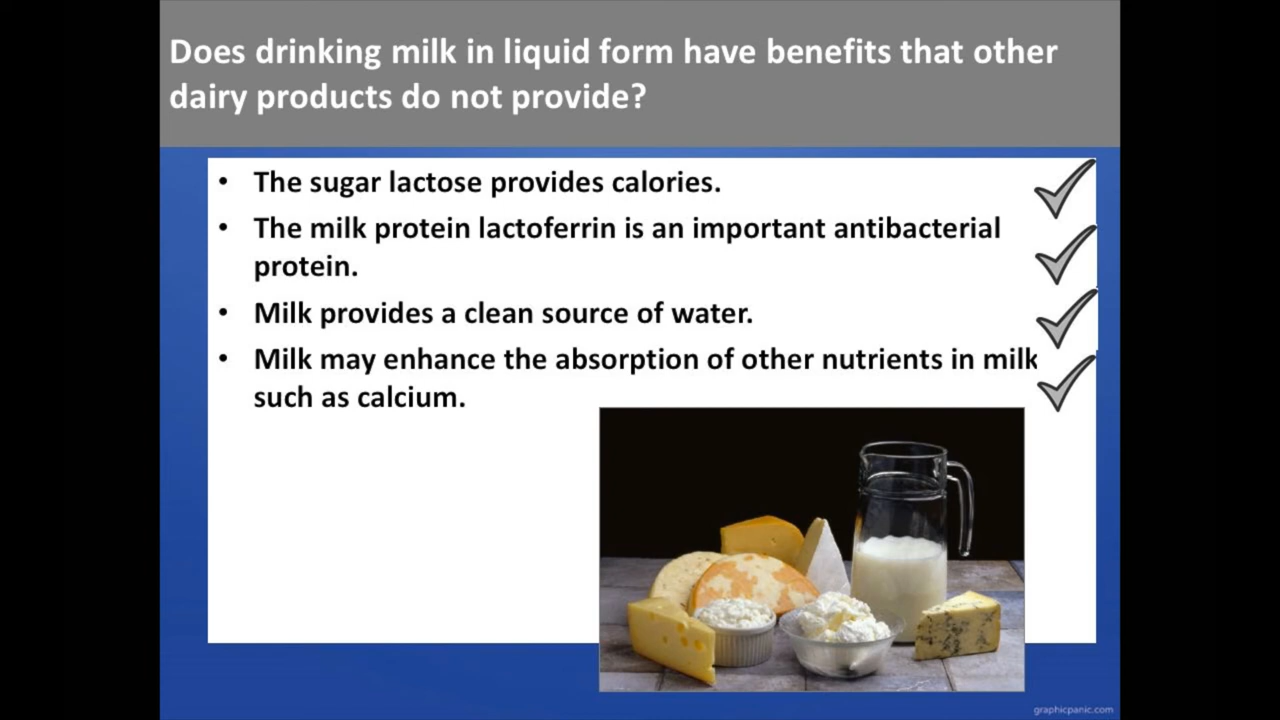 Does drinking milk in liquid form have benefits that other
dairy products do not provide?
• The sugar lactose provides calories.
• The milk protein lactoferrin is an important antibacterial
protein.
• Milk provides a clean source of water.
• Milk may enhance the absorption of other nutrients in milk
such as calcium.
graphicpanic.com